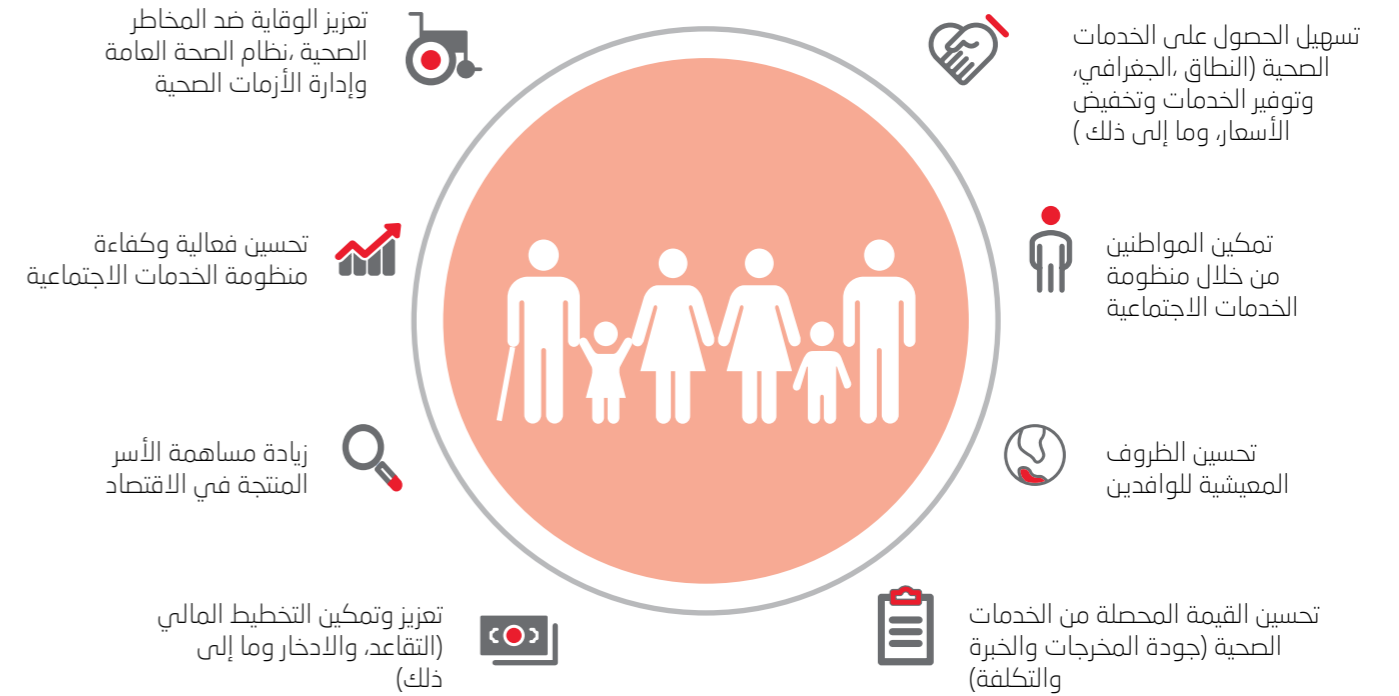 تسهيل الحصول على الخدمات
الصحية (النطاق ،الجغرافي،
وتوفير الخدمات وتخفيض
الأسعار، وما إلى ذلك )
تمكين المواطنين
من خلال منظومة
الخدمات الاجتماعية
تحسين الظروف
المعيشية للوافدين
تحسين القيمة المحصلة من الخدمات
الصحية (جودة المخرجات والخبرة
والتكلفة)
تعزيز الوقاية ضد المخاطر
الصحية ،نظام الصحة العامة
وإدارة الأزمات الصحية
تحسين فعالية وكفاءة
منظومة الخدمات الاجتماعية
زيادة مساهمة الأسر
المنتجة في الاقتصاد
تعزيز وتمكين التخطيط المالي
(التقاعد، والادخار وما إلى
ذلك)